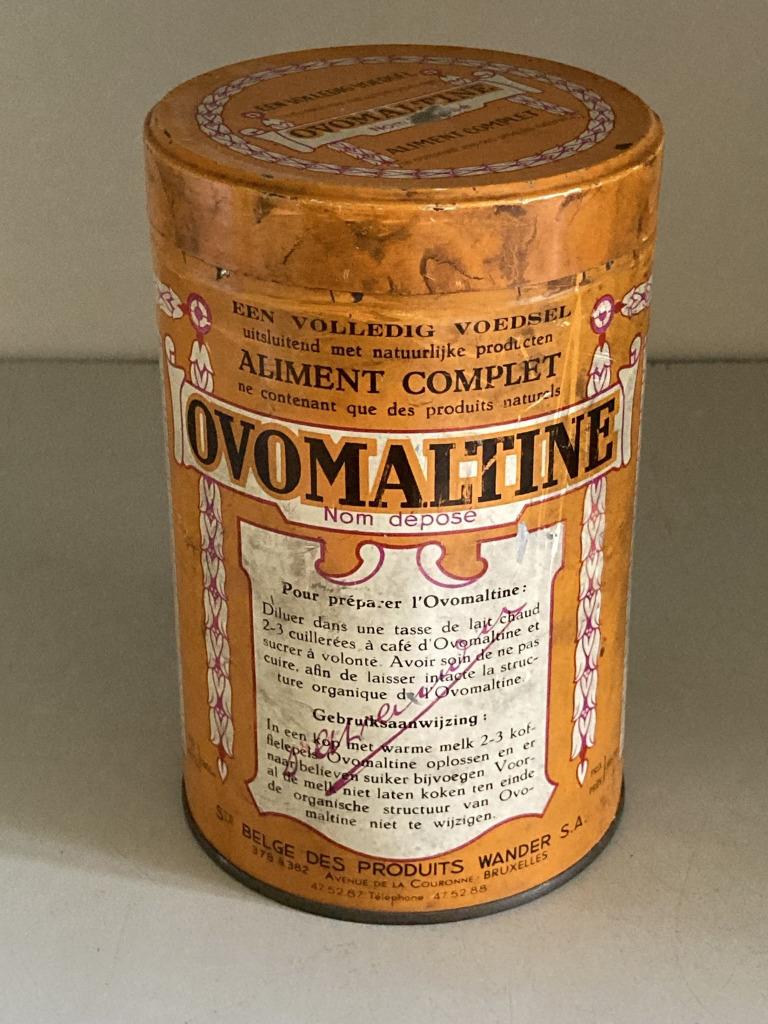 EEN VOLLEDIG VOEDSEL
OVOMALTINE
ALIMENT COMPLET
EEN VOLLEDIG VOEDSEL
uitsluitend met natuurlijke producten
ALIMENT COMPLET
ne contenant que des produits naturels
OVOMALTINE
Nom déposé
Pour préparer l'Ovomaltine:
Diluer dans une tasse de lait chaud
2-3 cuillerées à café d'Ovomaltine et
sucrer à volonté. Avoir soin de ne pas
cuire, afin de laisser intacte la struc-
ture organique de l'Ovomaltine.
Gebruiksaanwijzing:
In een kop met warme melk 2-3 kof-
fielepels Ovomaltine oplossen en er
naar believen suiker bijvoegen. Voor-
al de melk niet laten koken ten einde
de organische structuur van Ovo-
maltine niet te wijzigen.
Sté BELGE DES PRODUITS WANDER S.A.
378 à 382 AVENUE DE LA COURONNE - BRUXELLES
47.52.87 Téléphone 47.52.88